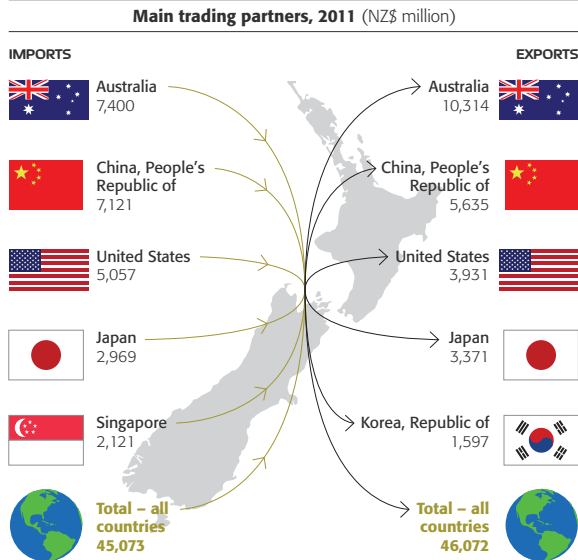 Main trading partners, 2011 (NZ$ million)
IMPORTS
Australia
7,400
China, People's
Republic of
7,121
United States
5,057
Japan
2,969
Singapore
2,121
Total – all
countries
45,073
EXPORTS
Australia
10,314
China, People's
Republic of
5,635
United States
3,931
Japan
3,371
Korea, Republic of
1,597
Total – all
countries
46,072